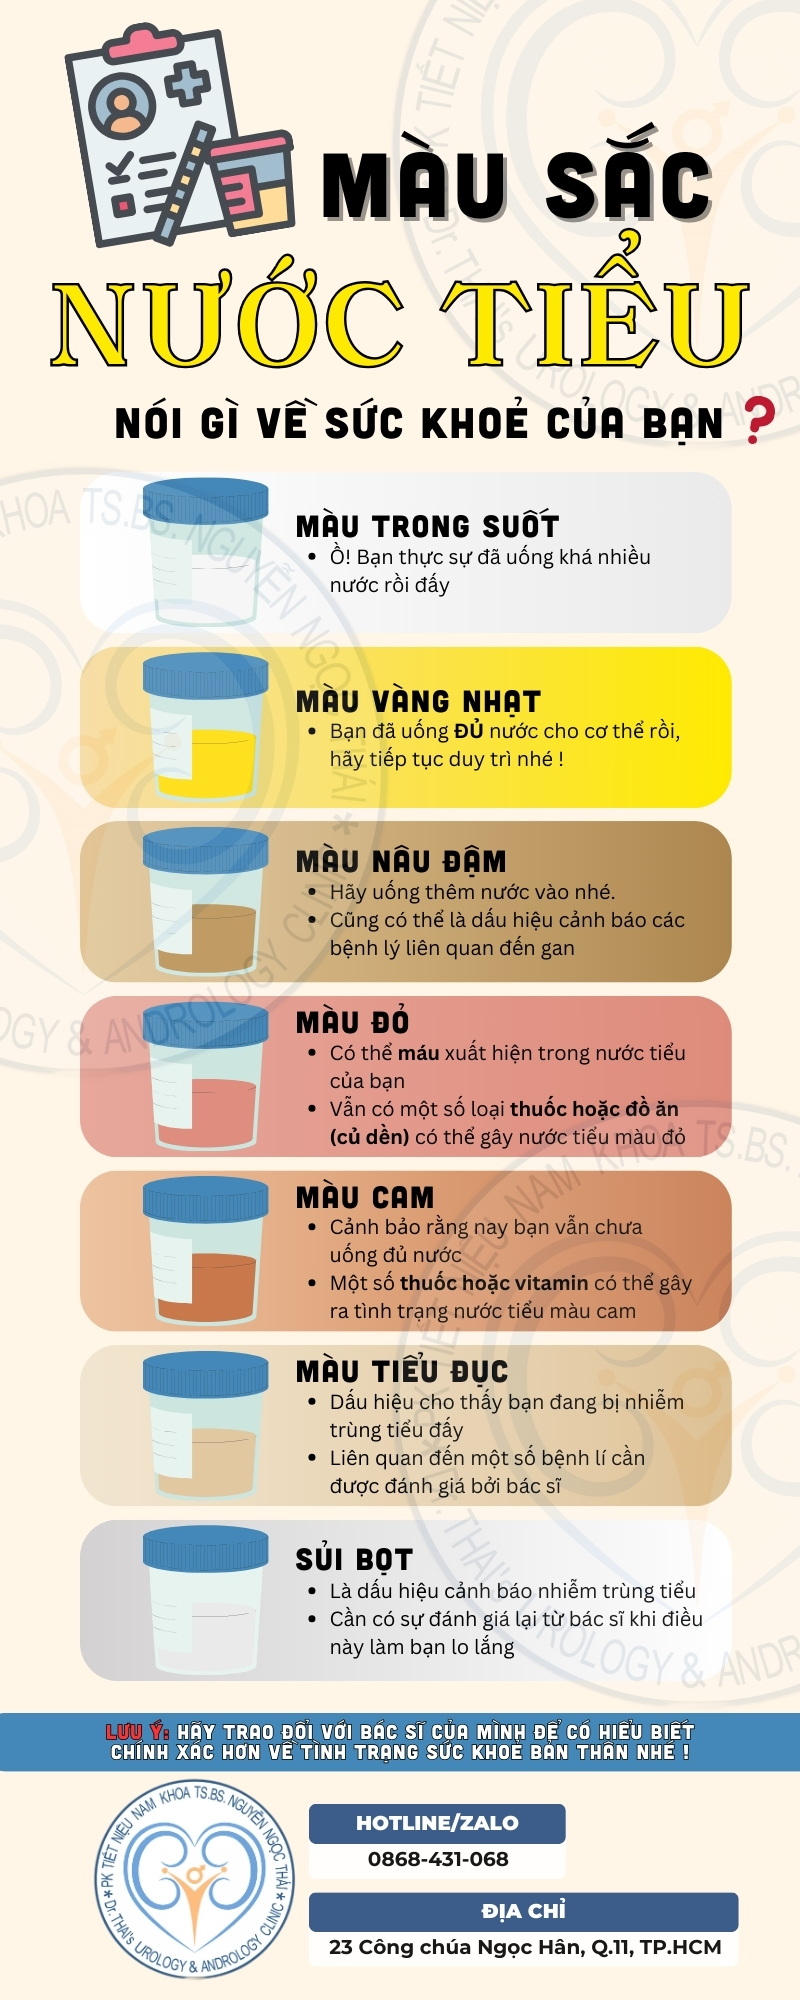 MÀU SẮC
NƯỚC TIỂU
NÓI GÌ VỀ SỨC KHOẺ CỦA BẠN ?
MÀU TRONG SUỐT
• Ồ! Bạn thực sự đã uống khá nhiều
nước rồi đấy
MÀU VÀNG NHẠT
• Bạn đã uống ĐỦ nước cho cơ thể rồi,
hãy tiếp tục duy trì nhé !
MÀU NÂU ĐẬM
• Hãy uống thêm nước vào nhé.
• Cũng có thể là dấu hiệu cảnh báo các
bệnh lý liên quan đến gan
MÀU ĐỎ
• Có thể máu xuất hiện trong nước tiểu
của bạn
• Vẫn có một số loại thuốc hoặc đồ ăn
(củ dền) có thể gây nước tiểu màu đỏ
MÀU CAM
• Cảnh bảo rằng nay bạn vẫn chưa
uống đủ nước
• Một số thuốc hoặc vitamin có thể gây
ra tình trạng nước tiểu màu cam
MÀU TIỂU ĐỤC
• Dấu hiệu cho thấy bạn đang bị nhiễm
trùng tiểu đấy
• Liên quan đến một số bệnh lí cần
được đánh giá bởi bác sĩ
SỦI BỌT
• Là dấu hiệu cảnh báo nhiễm trùng tiểu
• Cần có sự đánh giá lại từ bác sĩ khi điều
này làm bạn lo lắng
LƯU Ý: HÃY TRAO ĐỔI VỚI BÁC SĨ CỦA MÌNH ĐỂ CÓ HIỂU BIẾT
CHÍNH XÁC HƠN VỀ TÌNH TRẠNG SỨC KHOẺ BẢN THÂN NHÉ !
PK TIẾT NIỆU NAM KHOA TS.BS. NGUYỄN NGỌC THÁI
* Dr. THAI's UROLOGY & ANDROLOGY CLINIC *
HOTLINE/ZALO
0868-431-068
ĐỊA CHỈ
23 Công chúa Ngọc Hân, Q.11, TP.HCM